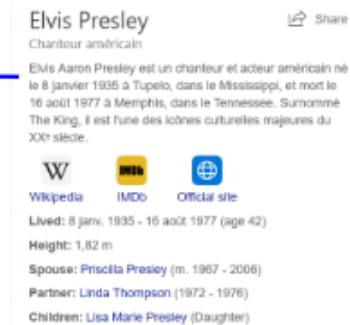 Elvis Presley
Share
Chanteur américain
Elvis Aaron Presley est un chanteur et acteur américain né
le 8 janvier 1935 à Tupelo, dans le Mississippi, et mort le
16 août 1977 à Memphis, dans le Tennessee. Surnommé
The King, il est l'une des icônes culturelles majeures du
XXᵉ siècle.
W IMDb
Wikipedia IMDb Official site
Lived: 8 janv. 1935 - 16 août 1977 (age 42)
Height: 1,82 m
Spouse: Priscilla Presley (m. 1967 - 2006)
Partner: Linda Thompson (1972 - 1976)
Children: Lisa Marie Presley (Daughter)